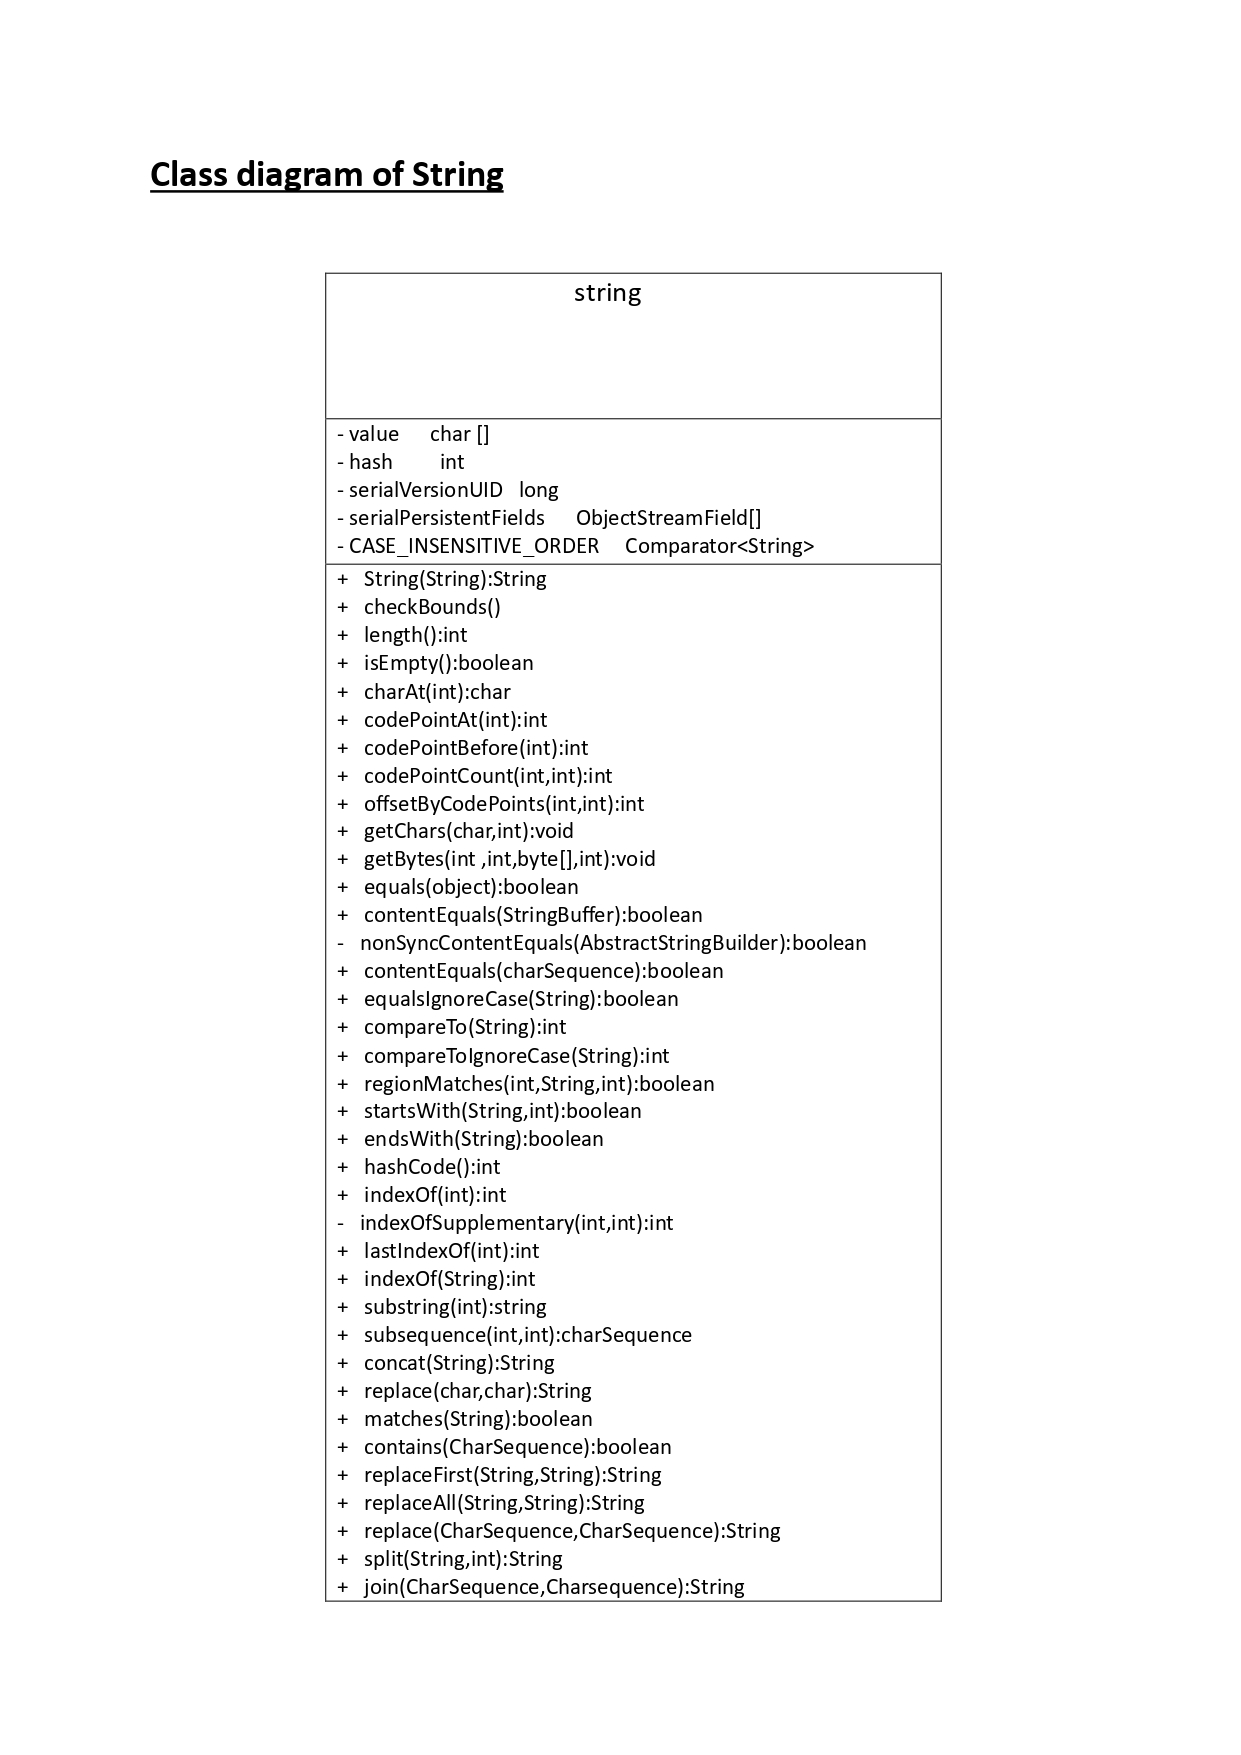 Class diagram of String
string
- value char []
- hash int
- serialVersionUID long
- serialPersistentFields ObjectStreamField[]
- CASE_INSENSITIVE_ORDER Comparator<String>
+ String(String):String
+ checkBounds()
+ length():int
+ isEmpty():boolean
+ charAt(int):char
+ codePointAt(int):int
+ codePointBefore(int):int
+ codePointCount(int,int):int
+ offsetByCodePoints(int,int):int
+ getChars(char,int):void
+ getBytes(int ,int,byte[],int):void
+ equals(object):boolean
+ contentEquals(StringBuffer):boolean
- nonSyncContentEquals(AbstractStringBuilder):boolean
+ contentEquals(charSequence):boolean
+ equalsIgnoreCase(String):boolean
+ compareTo(String):int
+ compareToIgnoreCase(String):int
+ regionMatches(int,String,int):boolean
+ startsWith(String,int):boolean
+ endsWith(String):boolean
+ hashCode():int
+ indexOf(int):int
- indexOfSupplementary(int,int):int
+ lastIndexOf(int):int
+ indexOf(String):int
+ substring(int):string
+ subsequence(int,int):charSequence
+ concat(String):String
+ replace(char,char):String
+ matches(String):boolean
+ contains(CharSequence):boolean
+ replaceFirst(String,String):String
+ replaceAll(String,String):String
+ replace(CharSequence,CharSequence):String
+ split(String,int):String
+ join(CharSequence,Charsequence):String